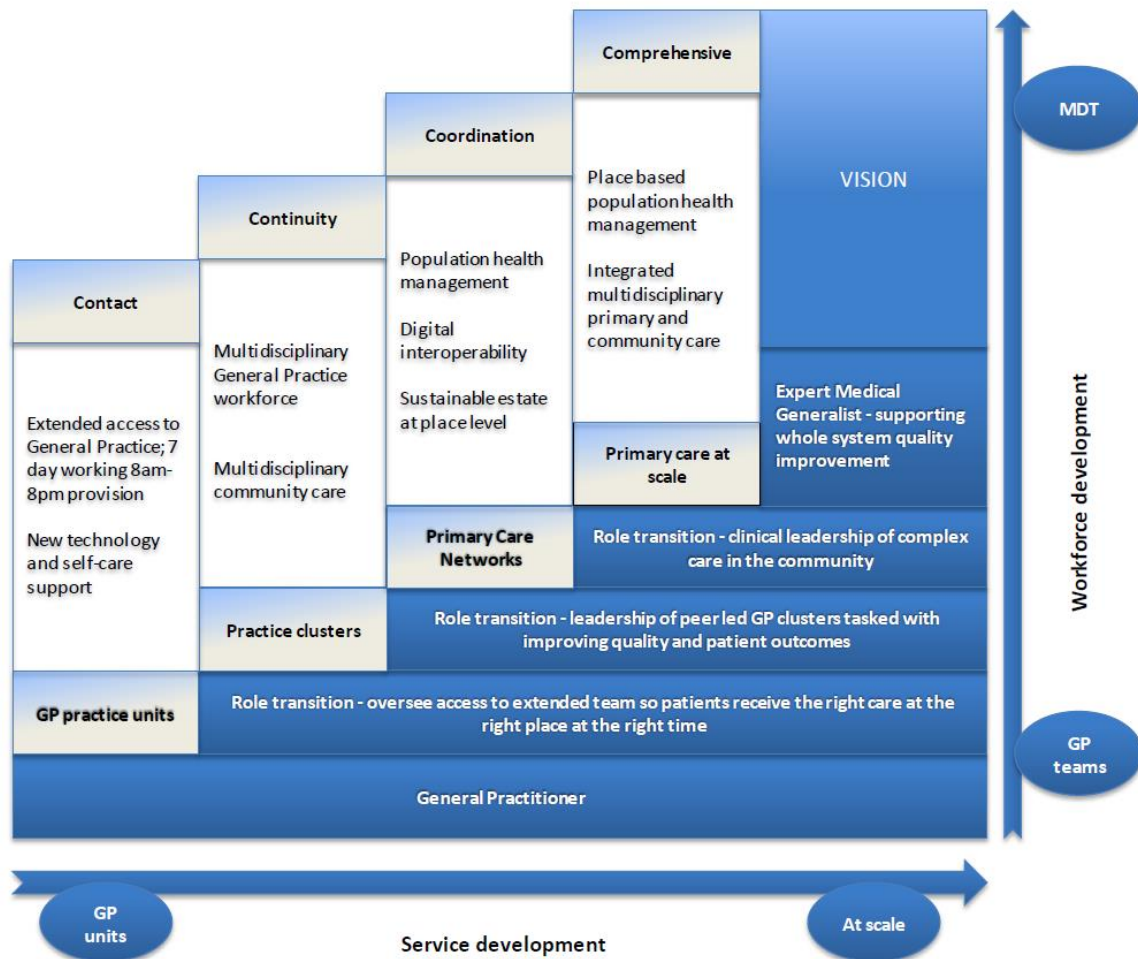 Comprehensive
Coordination
Continuity
Contact
VISION
MDT
Place based
population health
management
Integrated
multidisciplinary
primary and
community care
Population health
management
Digital
interoperability
Sustainable estate
at place level
Multidisciplinary
General Practice
workforce
Multidisciplinary
community care
Extended access to
General Practice; 7
day working 8am-
8pm provision
New technology
and self-care
support
Expert Medical
Generalist - supporting
whole system quality
improvement
Primary care at
scale
Primary Care
Networks
Role transition - clinical leadership of complex
care in the community
Practice clusters
Role transition - leadership of peer led GP clusters tasked with
improving quality and patient outcomes
GP practice units
Role transition - oversee access to extended team so patients receive the right care at the
right place at the right time
General Practitioner
Workforce development
GP
teams
GP
units
Service development
At scale